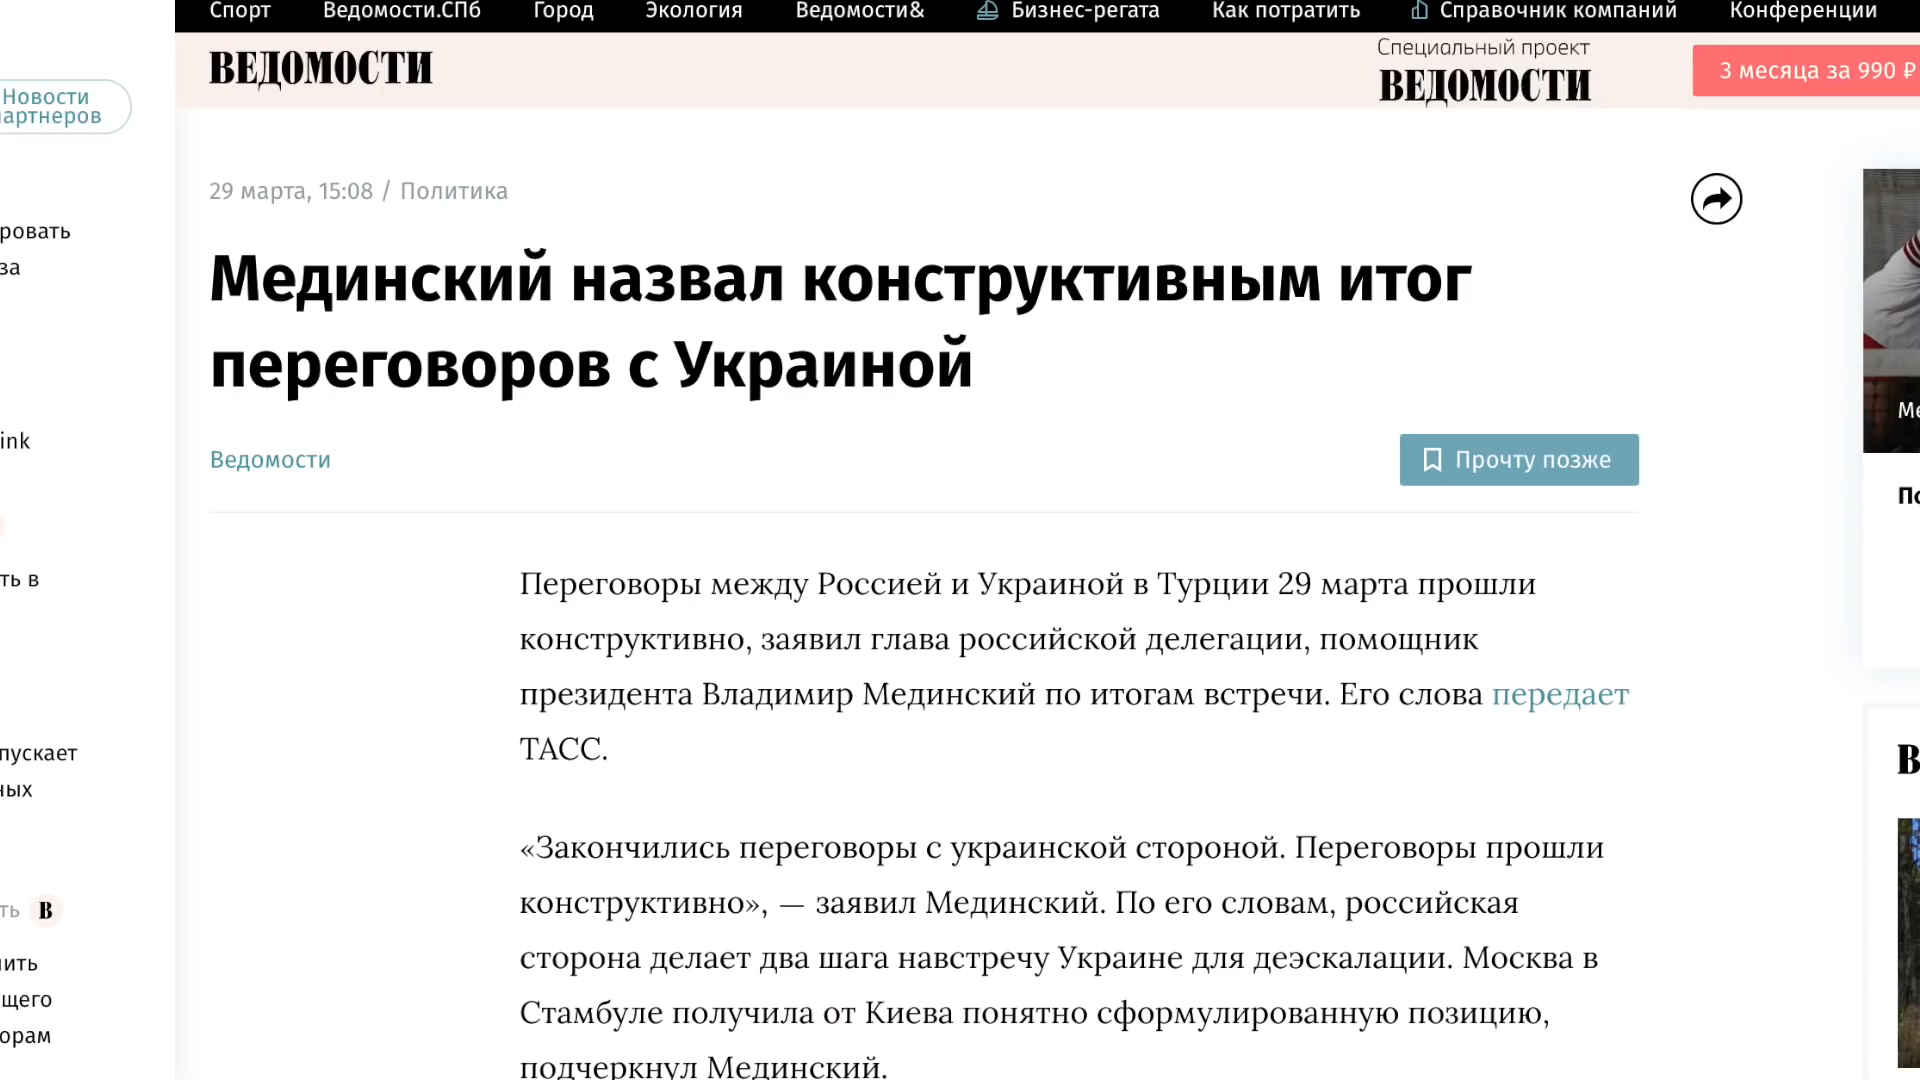 Спорт Ведомости.СПб Город Экология Ведомости& Бизнес-регата Как потратить Справочник компаний Конференции
ВЕДОМОСТИ
Специальный проект
ВЕДОМОСТИ
3 месяца за 990 ₽
Новости
29 марта, 15:08 / Политика
Мединский назвал конструктивным итог
переговоров с Украиной
Ведомости
Прочту позже
Переговоры между Россией и Украиной в Турции 29 марта прошли
конструктивно, заявил глава российской делегации, помощник
президента Владимир Мединский по итогам встречи. Его слова передает
ТАСС.
«Закончились переговоры с украинской стороной. Переговоры прошли
конструктивно», — заявил Мединский. По его словам, российская
сторона делает два шага навстречу Украине для деэскалации. Москва в
Стамбуле получила от Киева понятно сформулированную позицию,
подчеркнул Мединский.
за
в
В
В